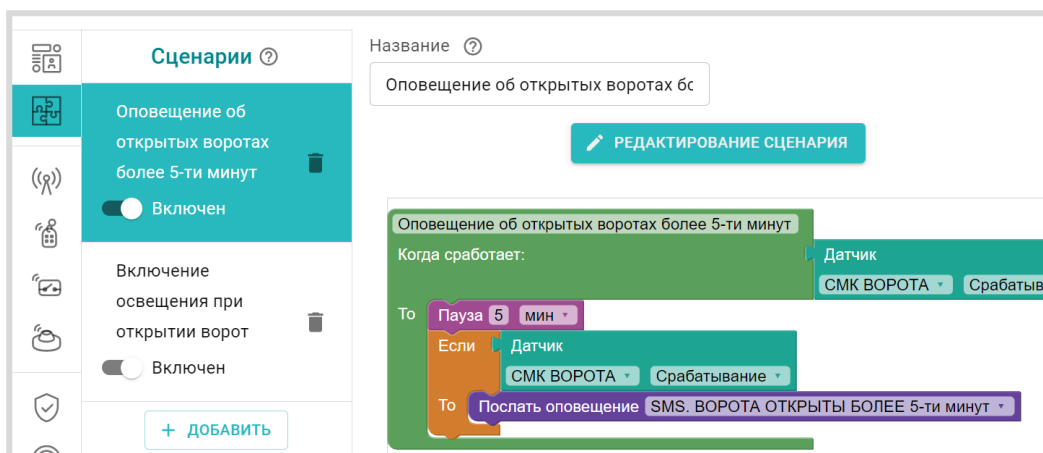 Сценарии
Оповещение об
открытых воротах
более 5-ти минут
Включен
Включение
освещения при
открытии ворот
Включен
+ ДОБАВИТЬ
Название
Оповещение об открытых воротах бо
РЕДАКТИРОВАНИЕ СЦЕНАРИЯ
Оповещение об открытых воротах более 5-ти минут
Когда сработает: Датчик
СМК ВОРОТА Срабатыв
То Пауза 5 мин
Если Датчик
СМК ВОРОТА Срабатывание
То Послать оповещение SMS. ВОРОТА ОТКРЫТЫ БОЛЕЕ 5-ти минут